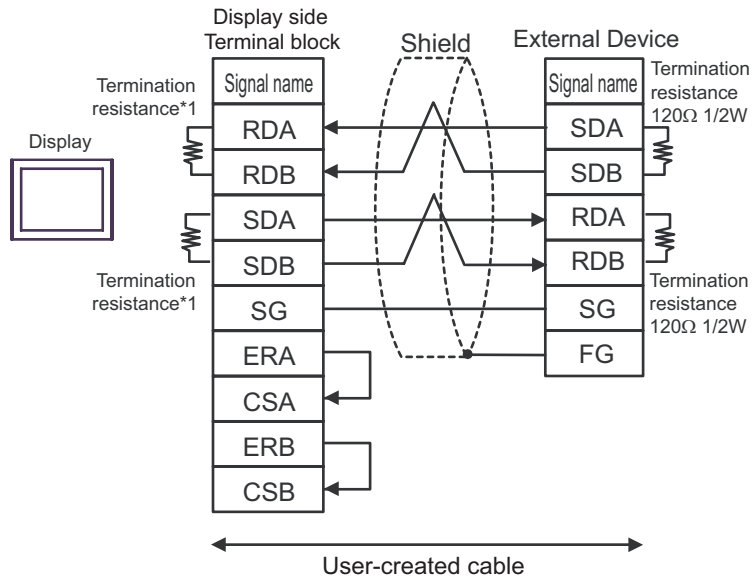 Display side
Terminal block
Shield
External Device
Termination
resistance*1
Display
Signal name
RDA
RDB
SDA
SDB
SG
ERA
CSA
ERB
CSB
Termination
resistance*1
Signal name
SDA
SDB
RDA
RDB
SG
FG
Termination
resistance
120Ω 1/2W
Termination
resistance
120Ω 1/2W
User-created cable